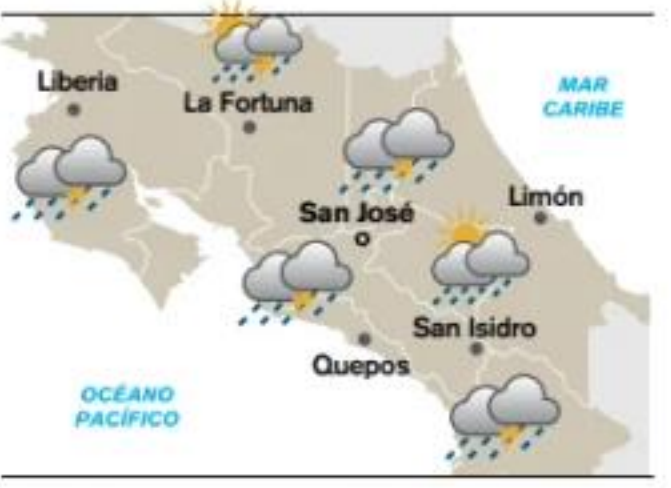 Liberia
La Fortuna
MAR
CARIBE
Limón
San José
San Isidro
Quepos
OCÉANO
PACÍFICO